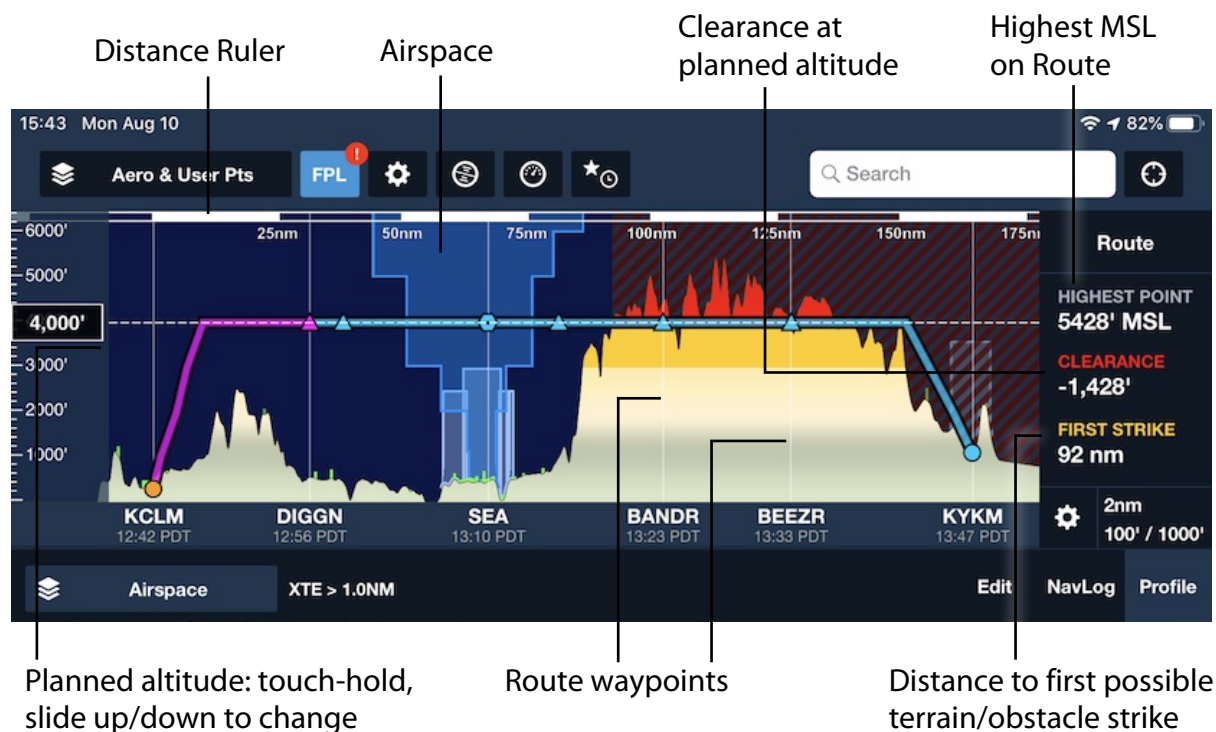 Distance Ruler
Airspace
Clearance at
planned altitude
Highest MSL
on Route
15:43 Mon Aug 10
82%
Aero & User Pts
FPL
!
Search
6000'
5000'
4,000'
3000'
2000'
1000'
25nm
50nm
75nm
100nm
125nm
150nm
175n
Route
HIGHEST POINT
5428' MSL
CLEARANCE
-1,428'
FIRST STRIKE
92 nm
2nm
100' / 1000'
KCLM
12:42 PDT
DIGGN
12:56 PDT
SEA
13:10 PDT
BANDR
13:23 PDT
BEEZR
13:33 PDT
KYKM
13:47 PDT
Airspace
XTE > 1.0NM
Edit
NavLog
Profile
Planned altitude: touch-hold,
slide up/down to change
Route waypoints
Distance to first possible
terrain/obstacle strike